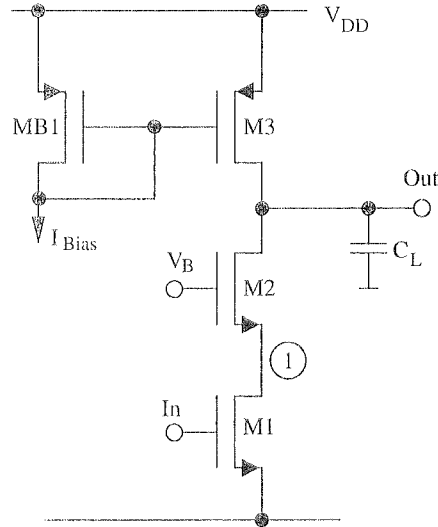 V_DD
MB1
M3
Out
I_Bias
V_B
M2
C_L
1
In
M1